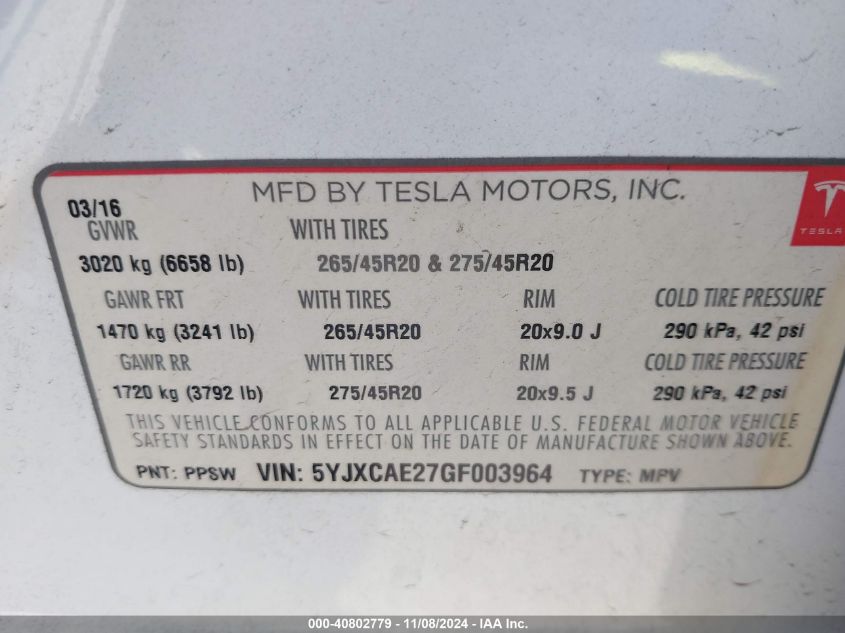 MFD BY TESLA MOTORS, INC.
TESLA
03/16
GVWR WITH TIRES
3020 kg (6658 lb) 265/45R20 & 275/45R20
GAWR FRT WITH TIRES RIM COLD TIRE PRESSURE
1470 kg (3241 lb) 265/45R20 20x9.0 J 290 kPa, 42 psi
GAWR RR WITH TIRES RIM COLD TIRE PRESSURE
1720 kg (3792 lb) 275/45R20 20x9.5 J 290 kPa, 42 psi
THIS VEHICLE CONFORMS TO ALL APPLICABLE U.S. FEDERAL MOTOR VEHICLE
SAFETY STANDARDS IN EFFECT ON THE DATE OF MANUFACTURE SHOWN ABOVE.
PNT: PPSW VIN: 5YJXCAE27GF003964 TYPE: MPV
000-40802779 - 11/08/2024 - IAA Inc.